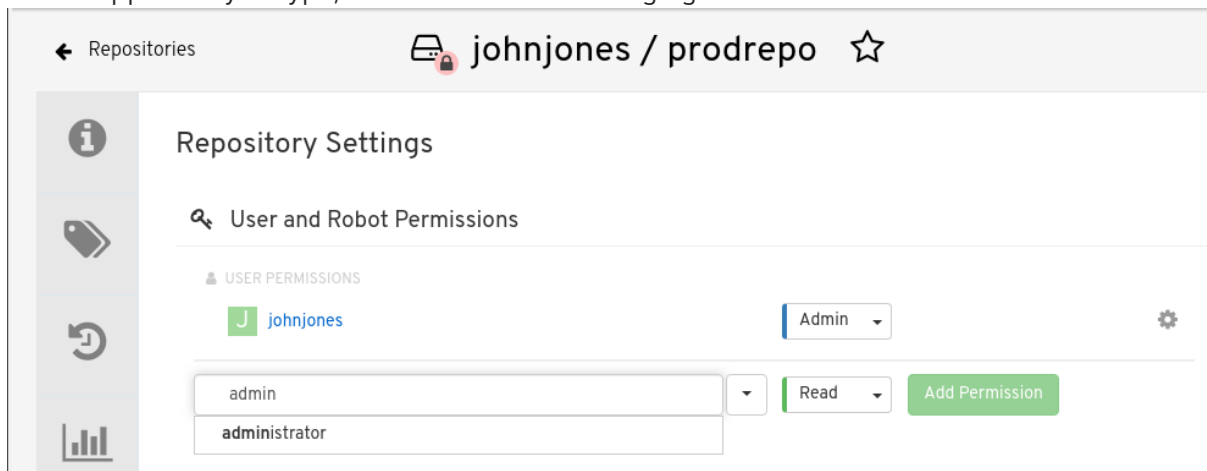 Repositories
johnjones / prodrepo
Repository Settings
User and Robot Permissions
USER PERMISSIONS
J johnjones Admin
admin Read Add Permission
administrator